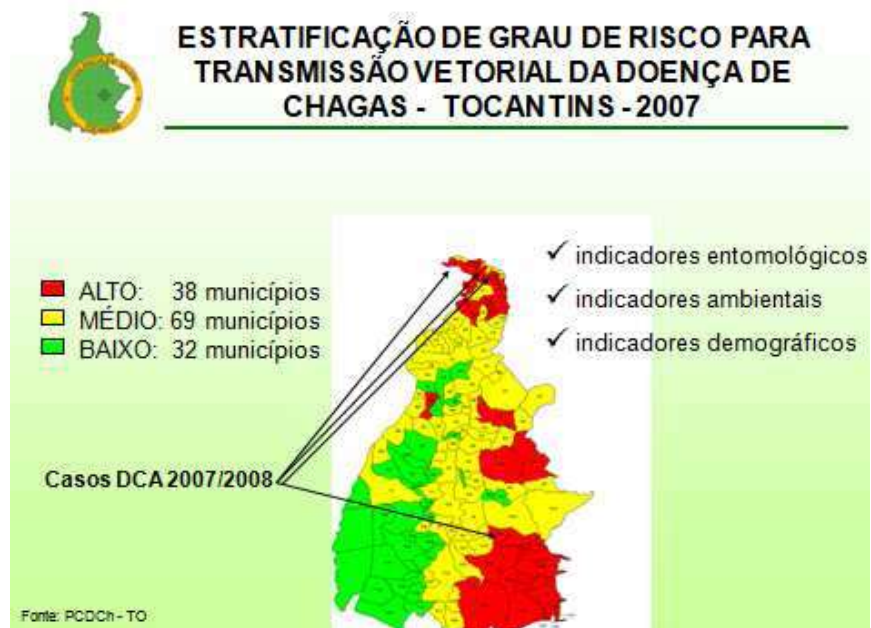 ESTRATIFICAÇÃO DE GRAU DE RISCO PARA
TRANSMISSÃO VETORIAL DA DOENÇA DE
CHAGAS - TOCANTINS - 2007
ALTO: 38 municípios
MÉDIO: 69 municípios
BAIXO: 32 municípios
✓ indicadores entomológicos
✓ indicadores ambientais
✓ indicadores demográficos
Casos DCA 2007/2008
Fonte: PCDCh - TO